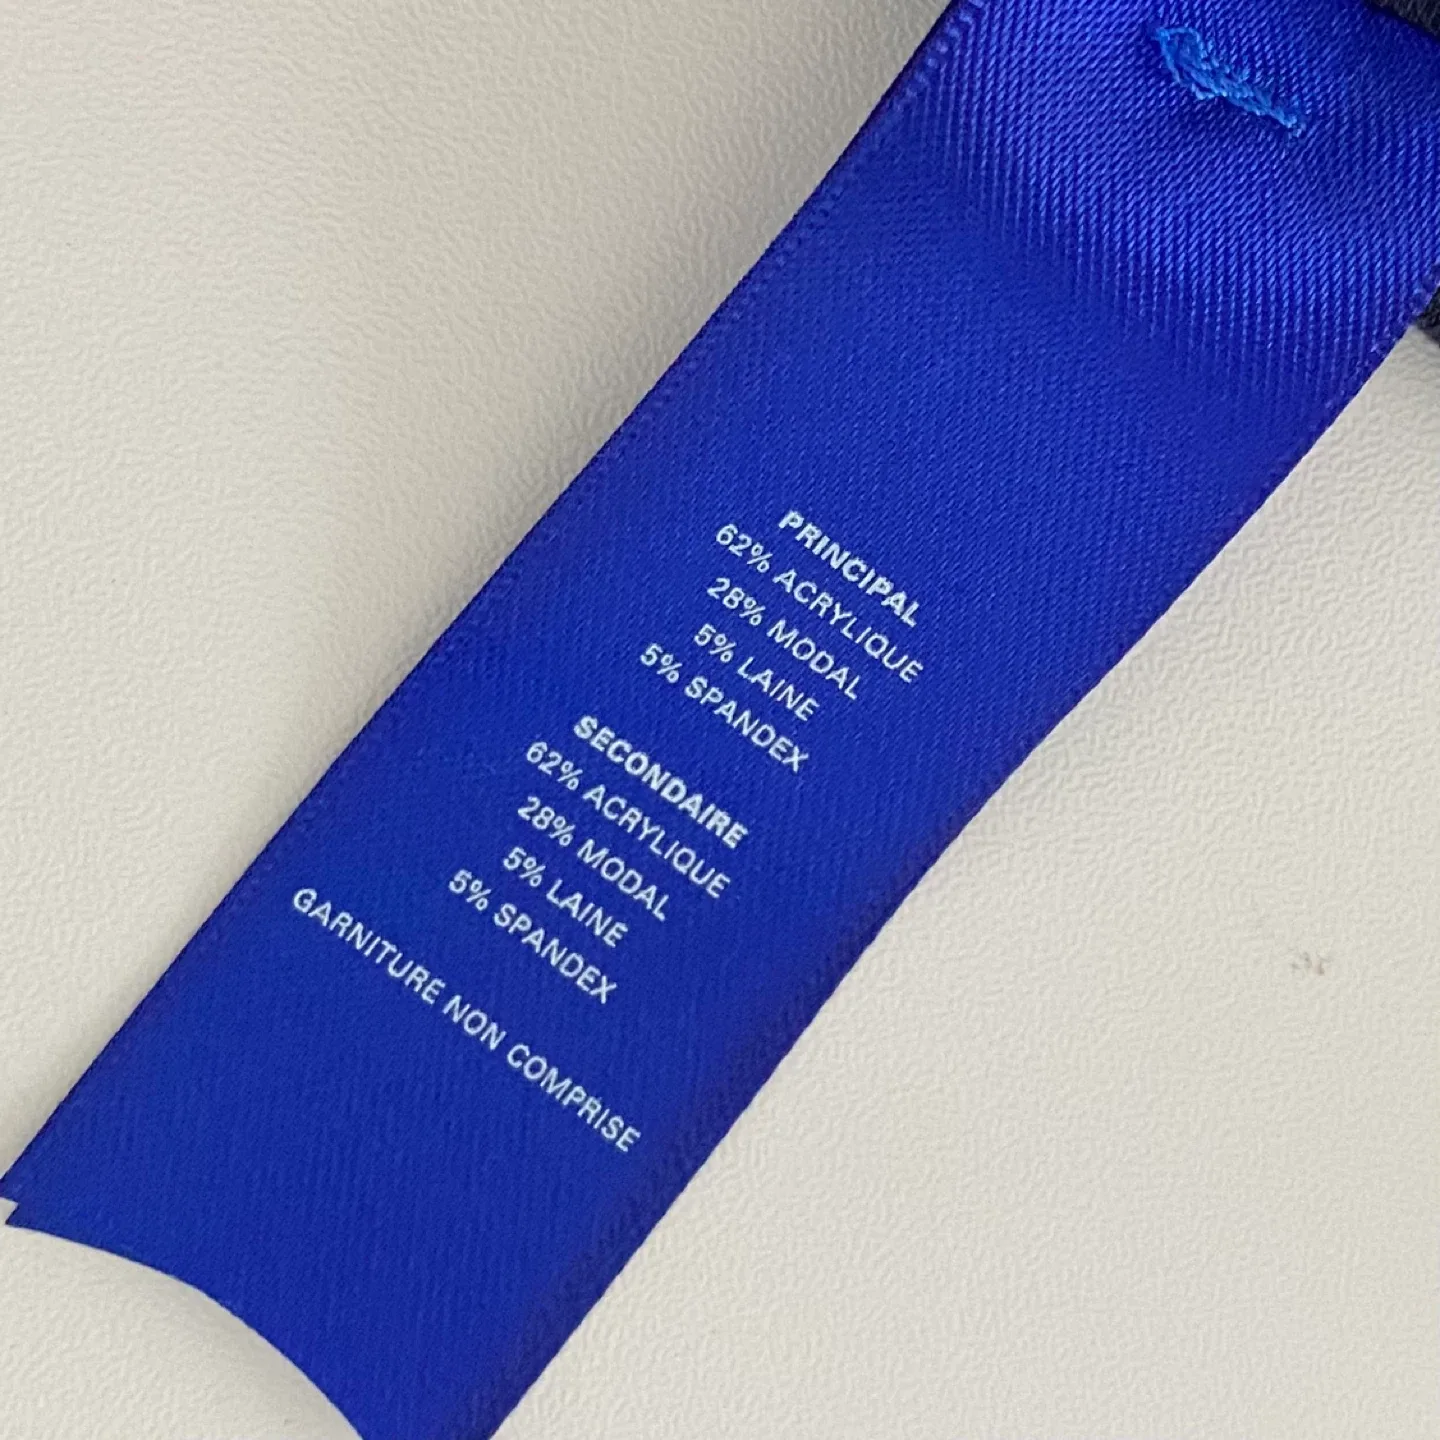 PRINCIPAL
62% ACRYLIQUE
28% MODAL
5% LAINE
5% SPANDEX
SECONDAIRE
62% ACRYLIQUE
28% MODAL
5% LAINE
5% SPANDEX
GARNITURE NON COMPRISE